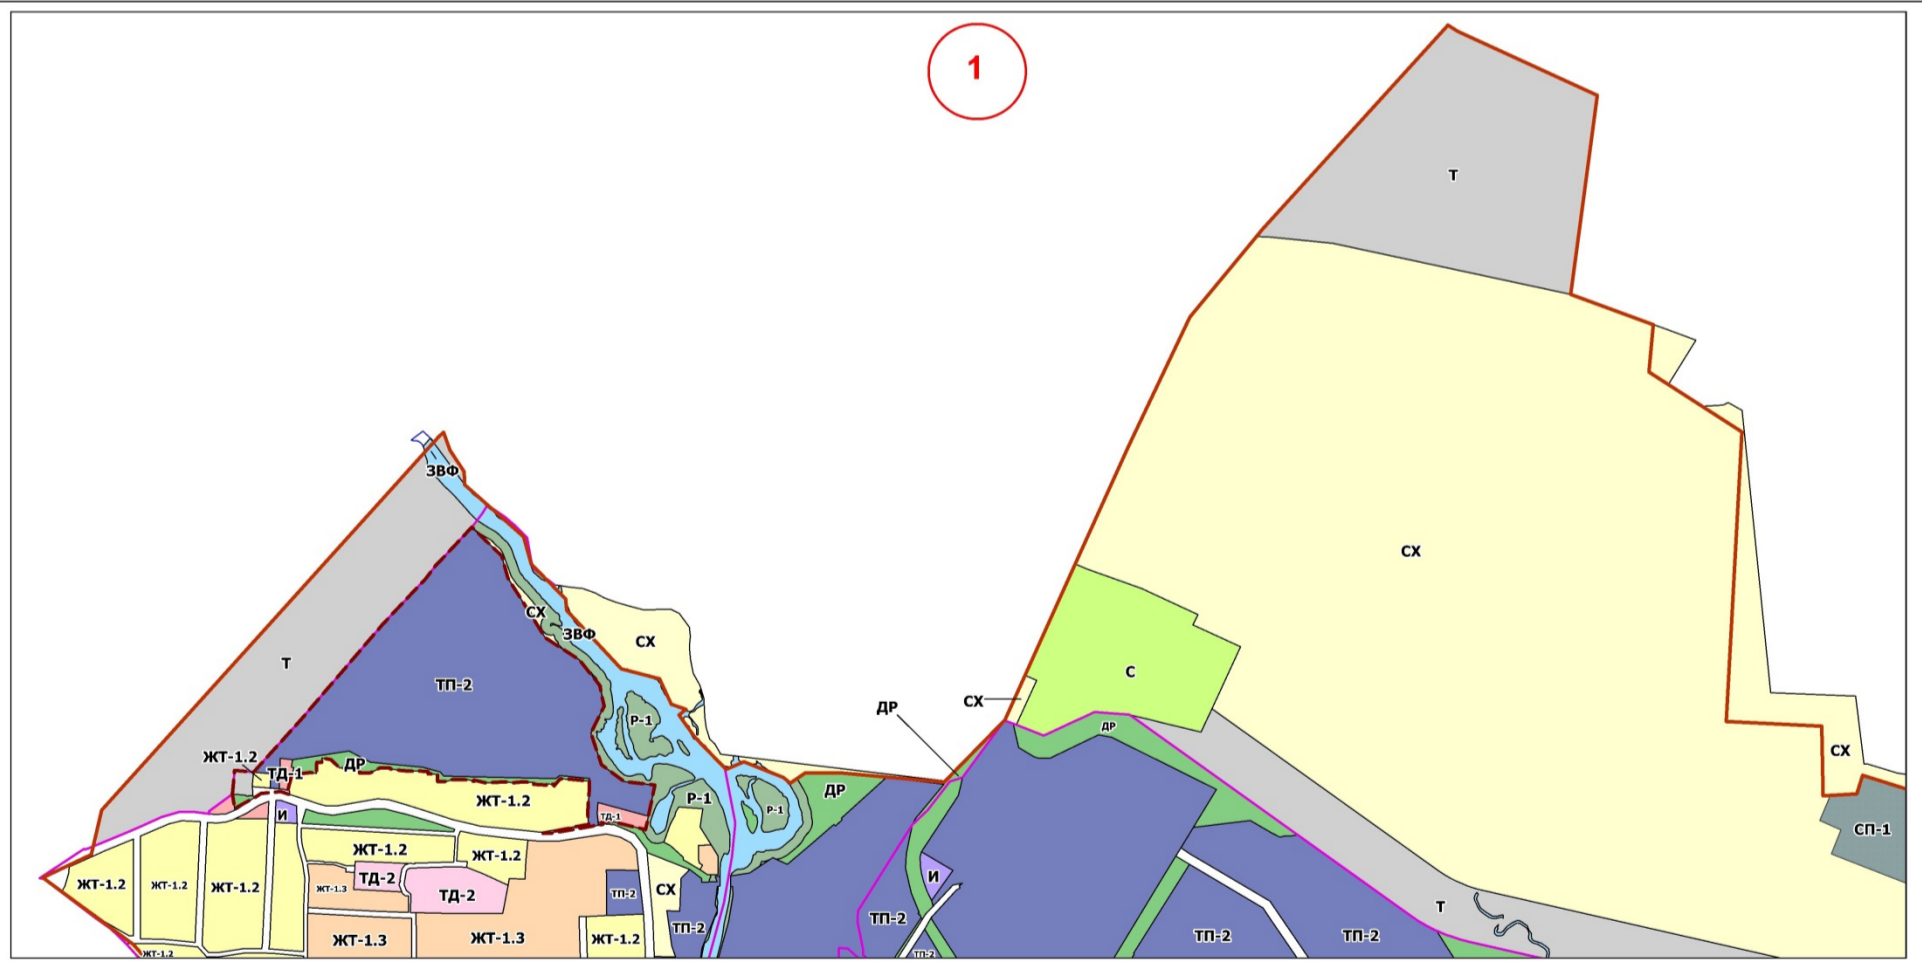 1
Т
ЗВФ
СХ
СХ
ЗВФ
СХ
Т
С
ТП-2
СХ
ДР
Р-1
ДР
СХ
ЖТ-1.2
ДР
ТД-1
ДР
Р-1
ЖТ-1.2
Р-1
И
ТД-1
СП-1
ЖТ-1.2
ЖТ-1.2
И
ТД-2
ЖТ-1.2
ЖТ-1.2
ЖТ-1.2
ЖТ-1.3
СХ
ТП-2
ТД-2
Т
ТП-2
ТП-2
ЖТ-1.3
ЖТ-1.3
ЖТ-1.2
ТП-2
ТП-2
ЖТ-1.2
ТП-2